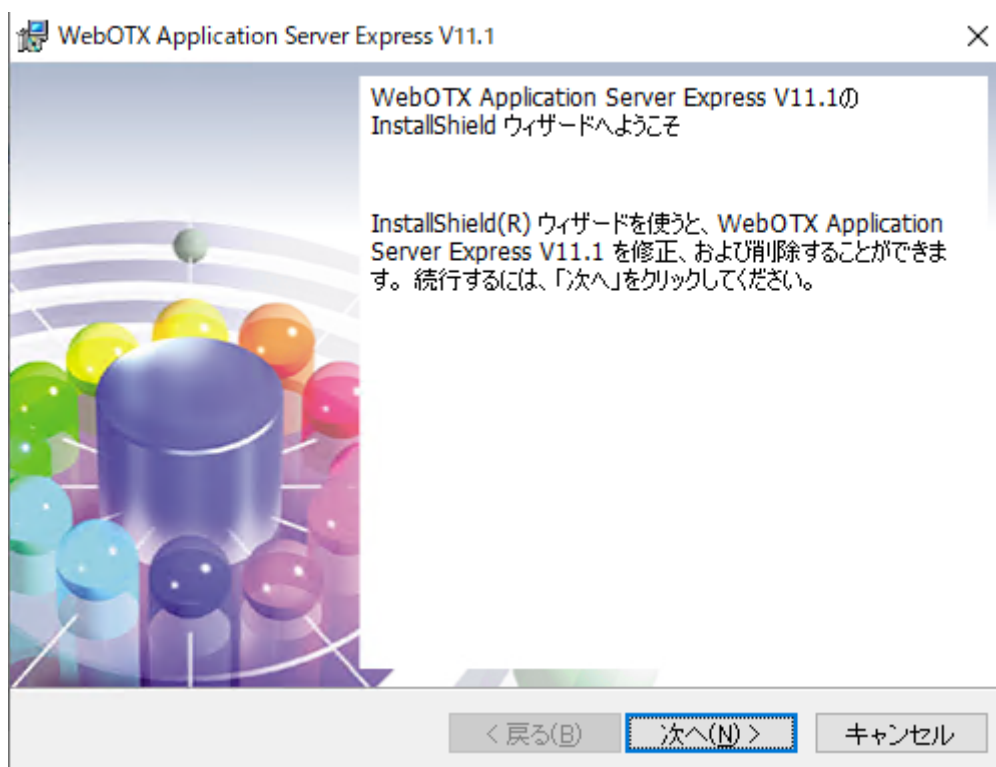 WebOTX Application Server Express V11.1
WebOTX Application Server Express V11.1の
InstallShield ウィザードへようこそ
InstallShield(R) ウィザードを使うと、WebOTX Application
Server Express V11.1 を修正、および削除することができま
す。続行するには、「次へ」をクリックしてください。
< 戻る(B)
次へ(N) >
キャンセル